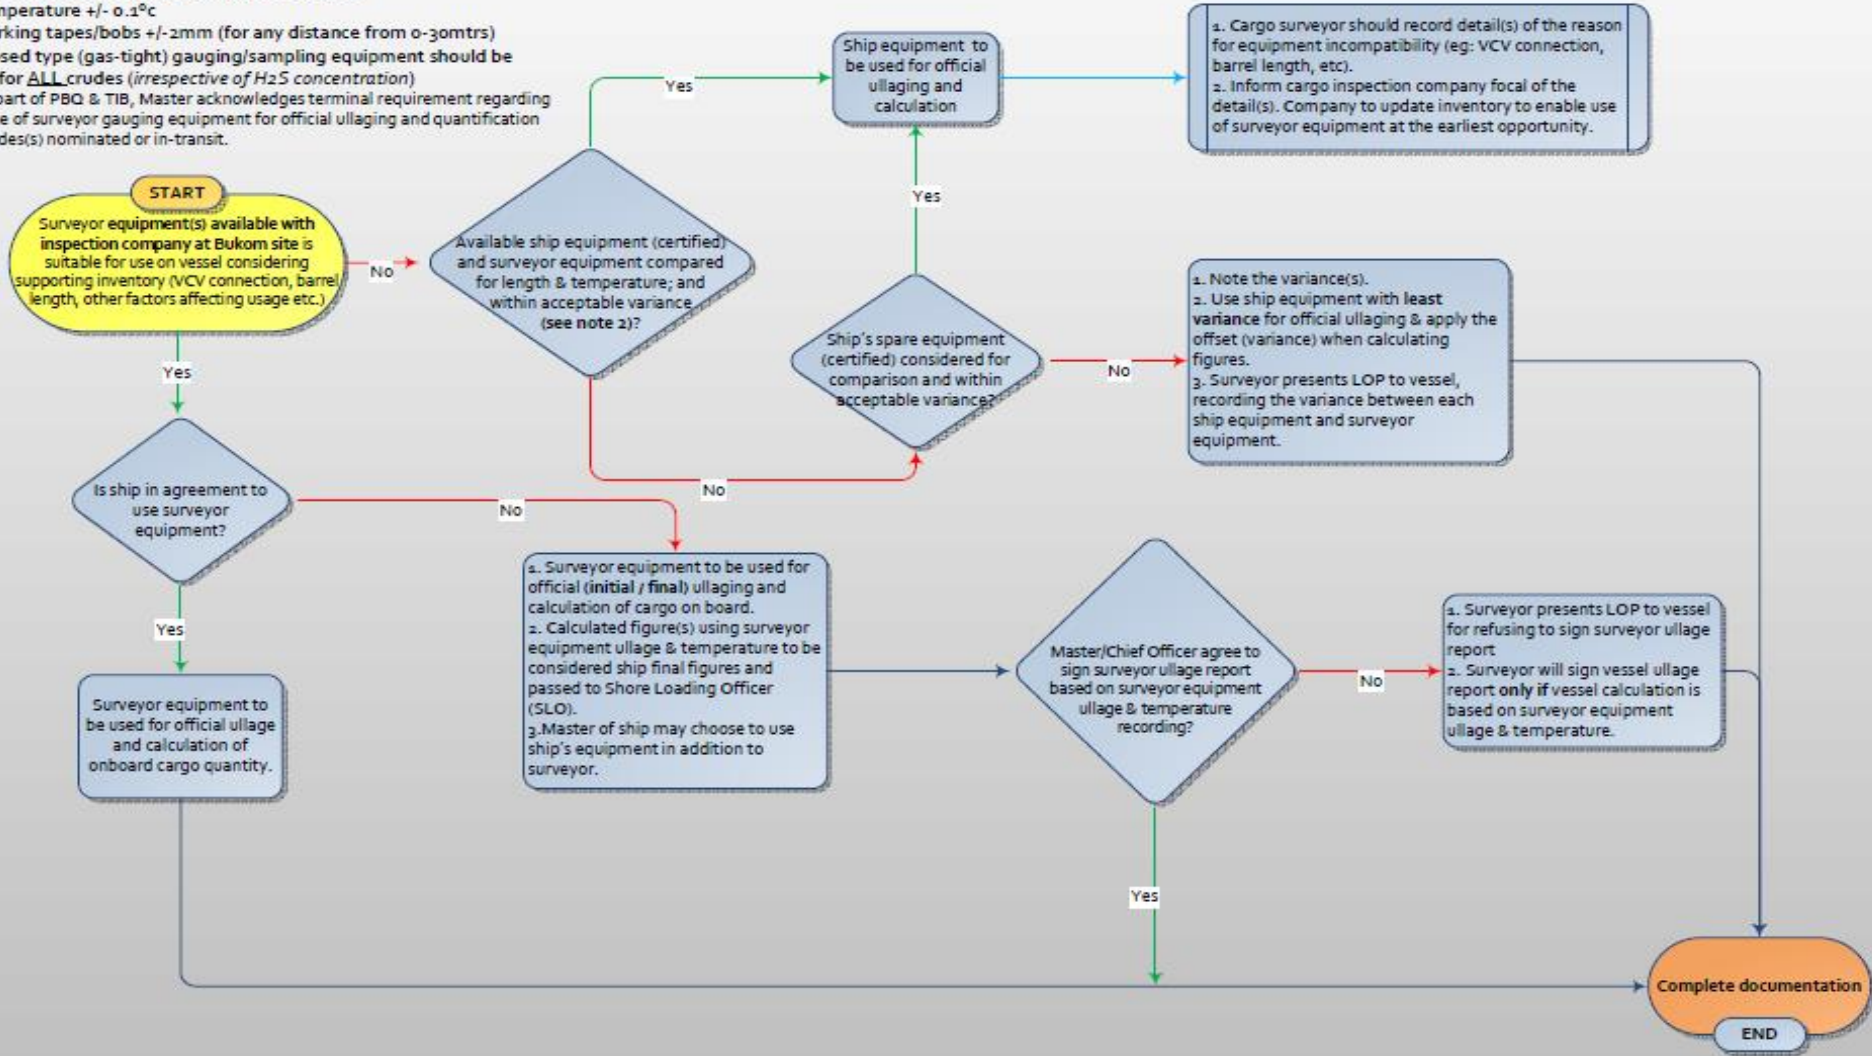 mperature +/- 0.1°c
rking tapes/bobs +/-2mm (for any distance from 0-30mtrs)
sed type (gas-tight) gauging/sampling equipment should be
for ALL crudes (irrespective of H2S concentration)
part of PBQ & TIB, Master acknowledges terminal requirement regarding
e of surveyor gauging equipment for official ullaging and quantification
des(s) nominated or in-transit.
START
Surveyor equipment(s) available with
inspection company at Bukom site is
suitable for use on vessel considering
supporting inventory (VCV connection, barrel
length, other factors affecting usage etc.)
No
Yes
Available ship equipment (certified)
and surveyor equipment compared
for length & temperature; and
within acceptable variance
(see note 2)?
Yes
No
Ship equipment to
be used for official
ullaging and
calculation
1. Cargo surveyor should record detail(s) of the reason
for equipment incompatibility (eg: VCV connection,
barrel length, etc).
2. Inform cargo inspection company focal of the
detail(s). Company to update inventory to enable use
of surveyor equipment at the earliest opportunity.
Yes
Ship's spare equipment
(certified) considered for
comparison and within
acceptable variance?
No
1. Note the variance(s).
2. Use ship equipment with least
variance for official ullaging & apply the
offset (variance) when calculating
figures.
3. Surveyor presents LOP to vessel,
recording the variance between each
ship equipment and surveyor
equipment.
Is ship in agreement to
use surveyor
equipment?
No
Yes
Surveyor equipment to
be used for official ullage
and calculation of
onboard cargo quantity.
1. Surveyor equipment to be used for
official (initial / final) ullaging and
calculation of cargo on board.
2. Calculated figure(s) using surveyor
equipment ullage & temperature to be
considered ship final figures and
passed to Shore Loading Officer
(SLO).
3.Master of ship may choose to use
ship's equipment in addition to
surveyor.
Master/Chief Officer agree to
sign surveyor ullage report
based on surveyor equipment
ullage & temperature
recording?
No
Yes
1. Surveyor presents LOP to vessel
for refusing to sign surveyor ullage
report
2. Surveyor will sign vessel ullage
report only if vessel calculation is
based on surveyor equipment
ullage & temperature.
Complete documentation
END